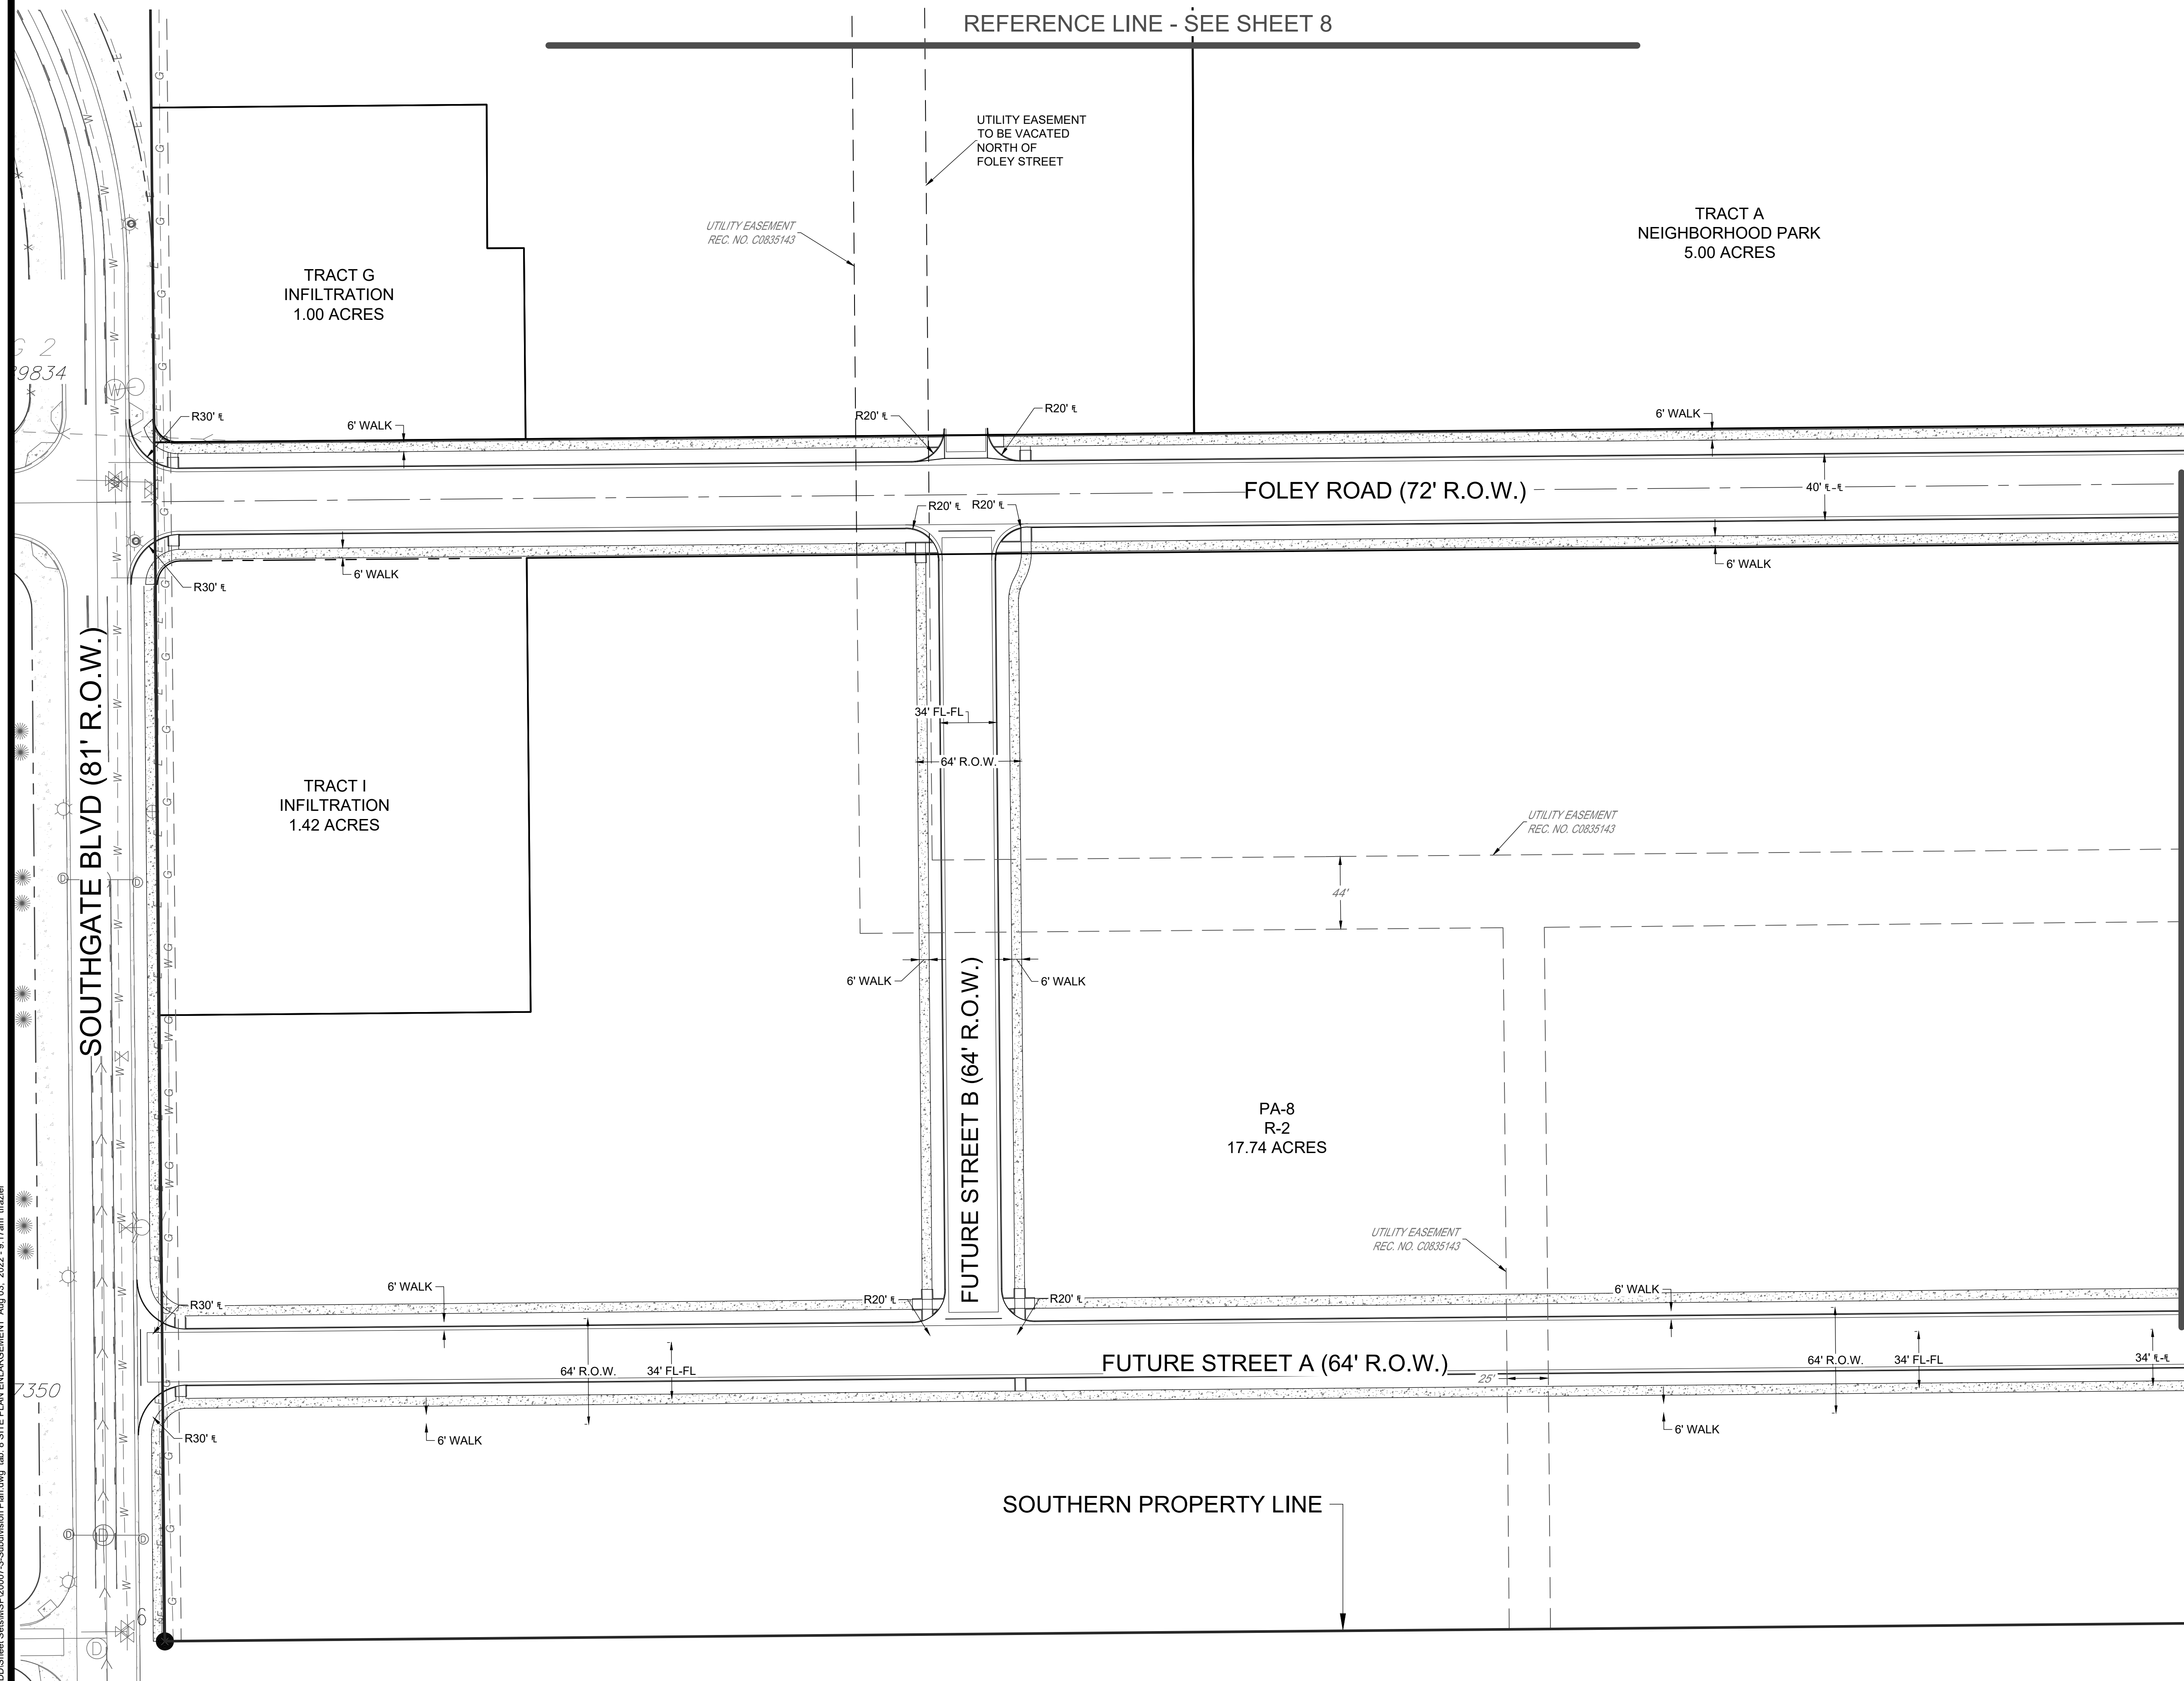 REFERENCE LINE - SEE SHEET 8
UTILITY EASEMENT
TO BE VACATED
NORTH OF
FOLEY STREET
UTILITY EASEMENT
REC. NO. C0835143
TRACT A
NEIGHBORHOOD PARK
5.00 ACRES
TRACT G
INFILTRATION
1.00 ACRES
G 2
9834
R30' ℄
6' WALK
R20' ℄
R20' ℄
6' WALK
FOLEY ROAD (72' R.O.W.)
40' ℄-℄
R20' ℄
R20' ℄
R30' ℄
6' WALK
6' WALK
SOUTHGATE BLVD (81' R.O.W.)
34' FL-FL
64' R.O.W.
TRACT I
INFILTRATION
1.42 ACRES
UTILITY EASEMENT
REC. NO. C0835143
44'
6' WALK
6' WALK
FUTURE STREET B (64' R.O.W.)
PA-8
R-2
17.74 ACRES
UTILITY EASEMENT
REC. NO. C0835143
6' WALK
R30' ℄
R20' ℄
R20' ℄
6' WALK
64' R.O.W.
34' FL-FL
FUTURE STREET A (64' R.O.W.)
25'
64' R.O.W.
34' FL-FL
34' ℄-℄
7350
R30' ℄
6' WALK
6' WALK
SOUTHERN PROPERTY LINE
6